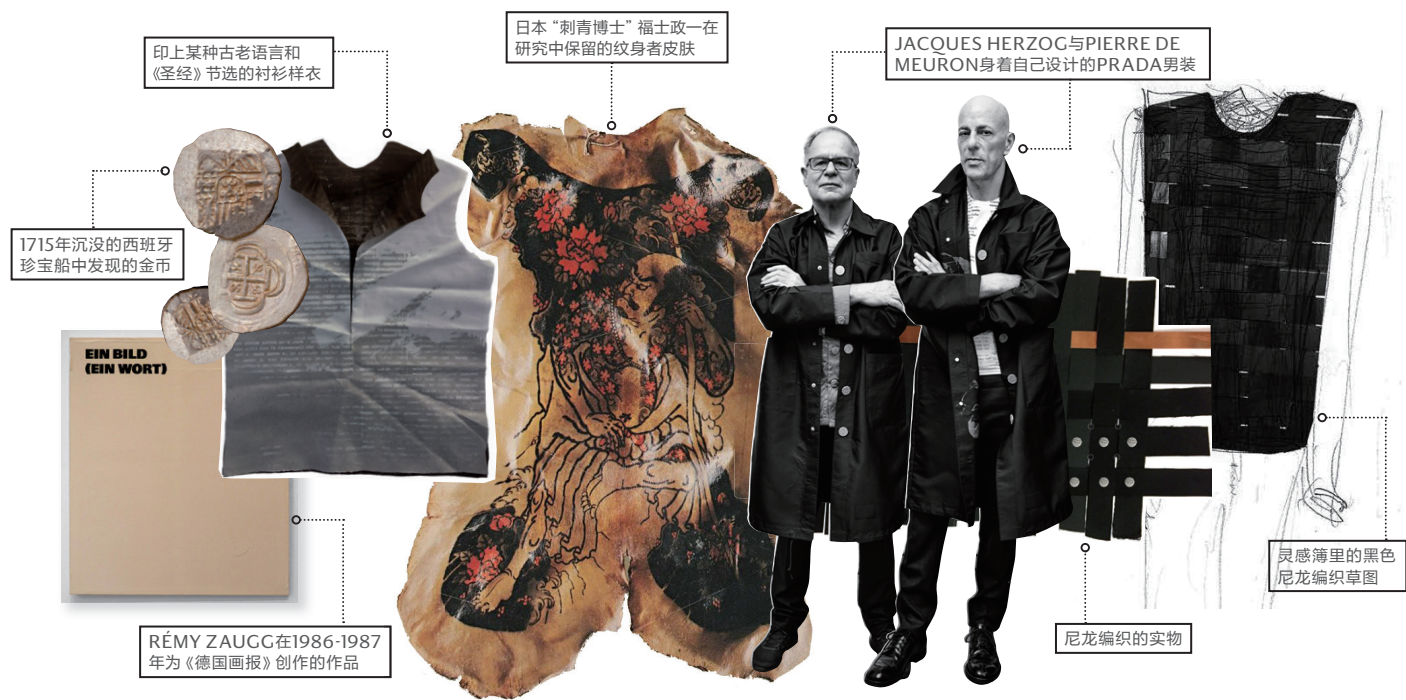 印上某种古老语言和
《圣经》节选的衬衫样衣
日本“刺青博士”福士政一在
研究中保留的纹身者皮肤
JACQUES HERZOG与PIERRE DE
MEURON身着自己设计的PRADA男装
1715年沉没的西班牙
珍宝船中发现的金币
EIN BILD
(EIN WORT)
灵感簿里的黑色
尼龙编织草图
RÉMY ZAUGG在1986-1987
年为《德国画报》创作的作品
尼龙编织的实物